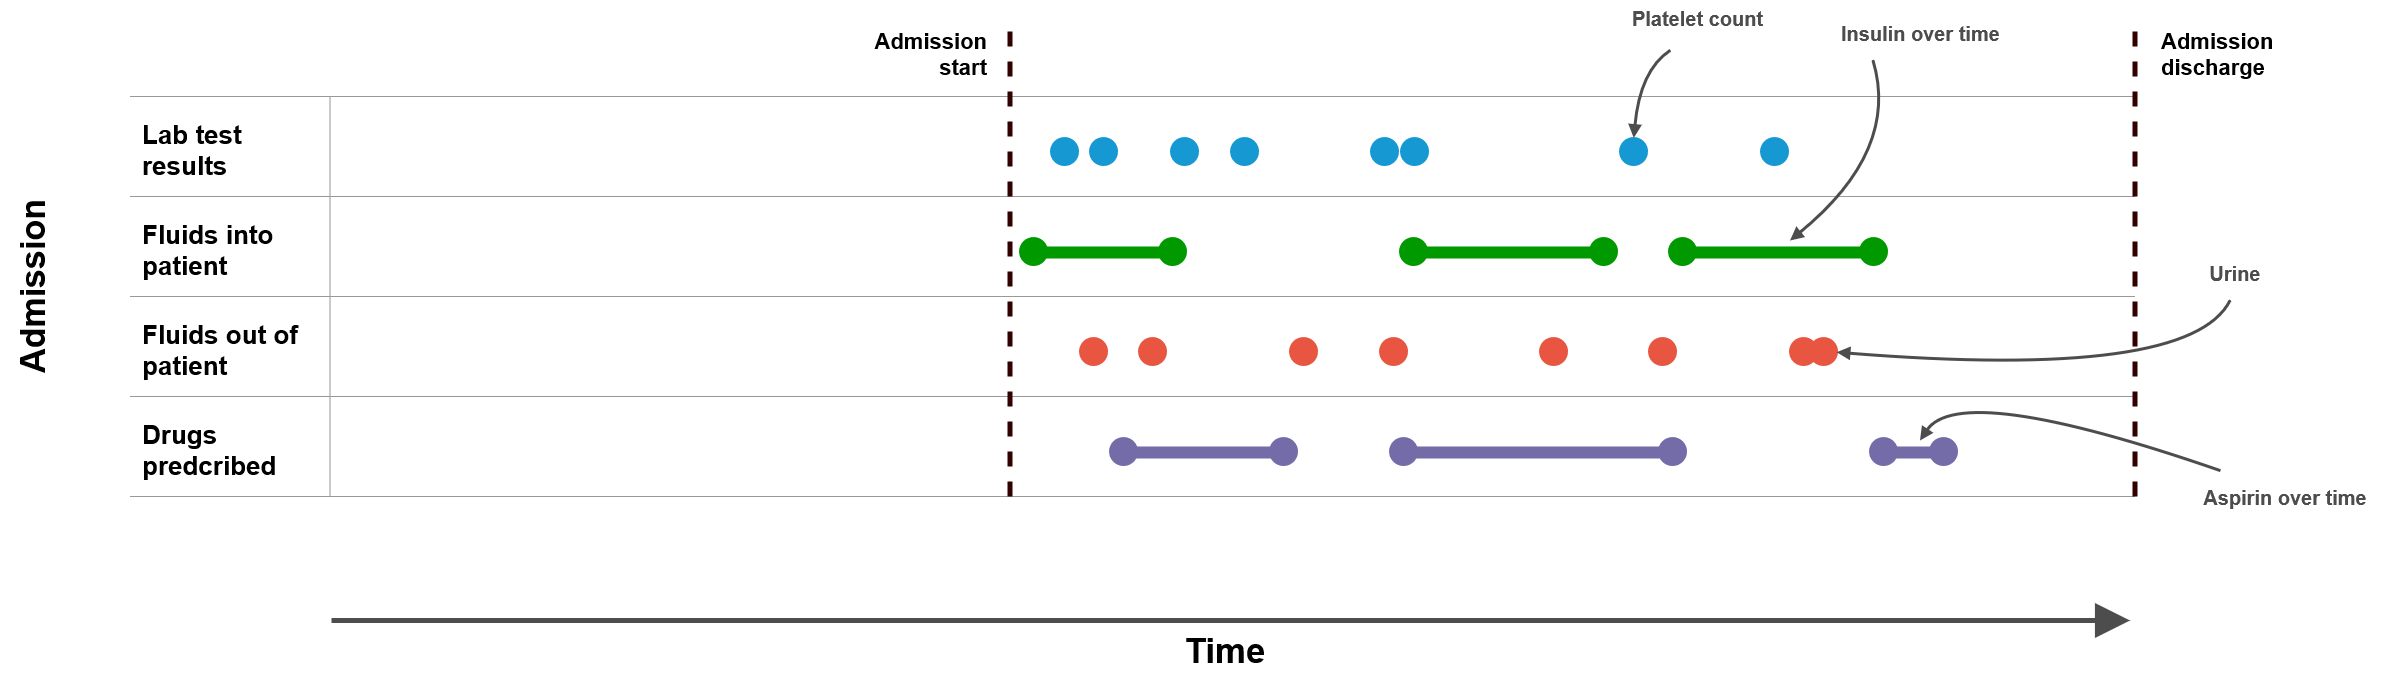 Platelet count
Insulin over time
Admission
start
Admission
discharge
Admission
Lab test
results
Fluids into
patient
Urine
Fluids out of
patient
Drugs
predcribed
Aspirin over time
Time